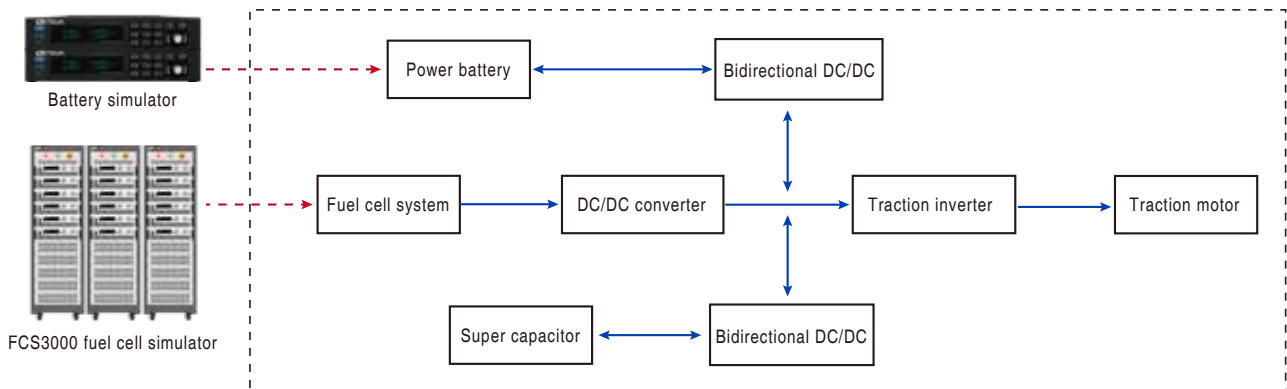 Battery simulator
Power battery
Bidirectional DC/DC
Fuel cell system
DC/DC converter
Traction inverter
Traction motor
Super capacitor
Bidirectional DC/DC
FCS3000 fuel cell simulator